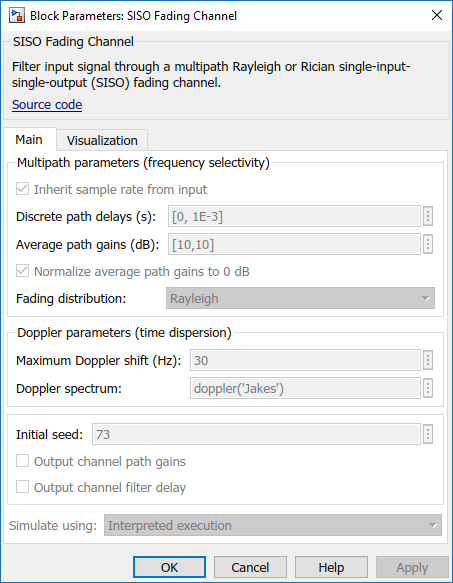 Block Parameters: SISO Fading Channel
SISO Fading Channel
Filter input signal through a multipath Rayleigh or Rician single-input-
single-output (SISO) fading channel.
Source code
Main Visualization
Multipath parameters (frequency selectivity)
Inherit sample rate from input
Discrete path delays (s): [0, 1E-3]
Average path gains (dB): [10,10]
Normalize average path gains to 0 dB
Fading distribution: Rayleigh
Doppler parameters (time dispersion)
Maximum Doppler shift (Hz): 30
Doppler spectrum: doppler('Jakes')
Initial seed: 73
Output channel path gains
Output channel filter delay
Simulate using: Interpreted execution
OK Cancel Help Apply